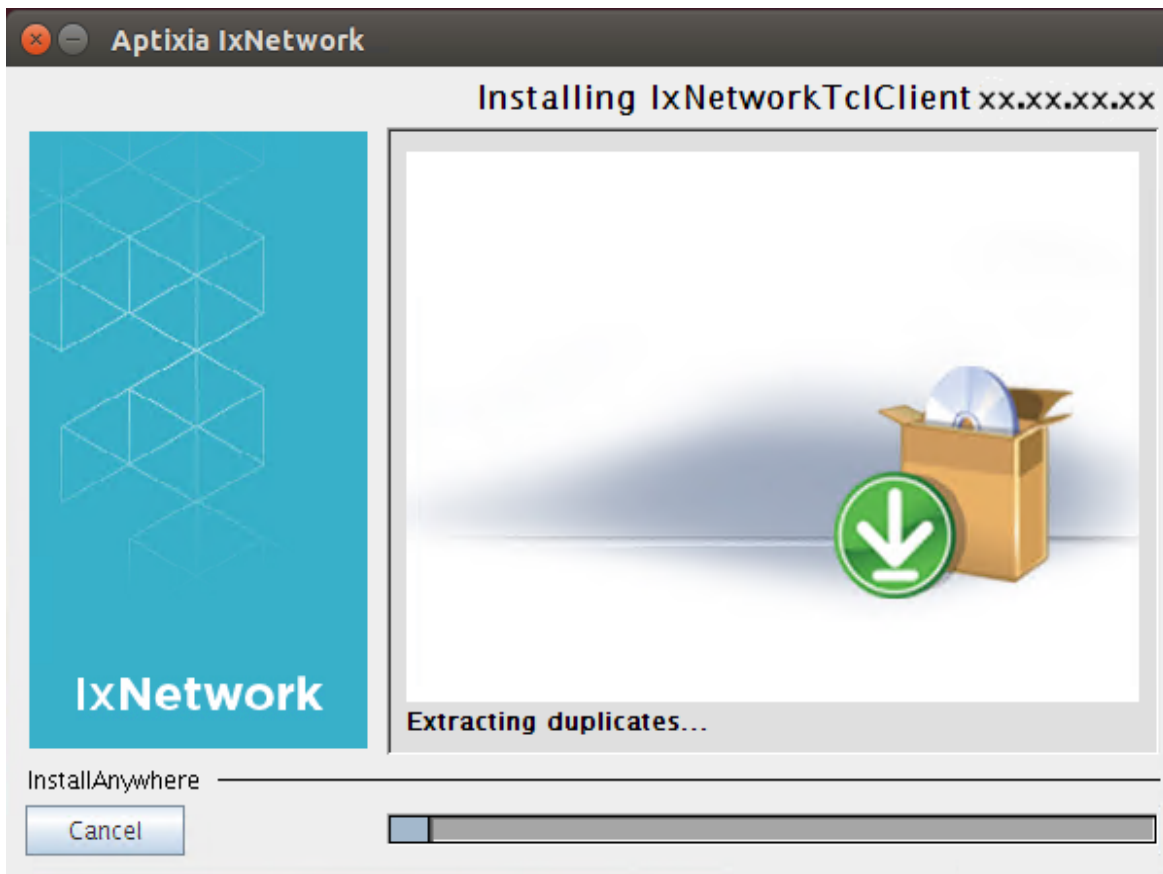 Aptixia IxNetwork
Installing IxNetworkTclClient xx.xx.xx.xx
IxNetwork
Extracting duplicates...
InstallAnywhere
Cancel